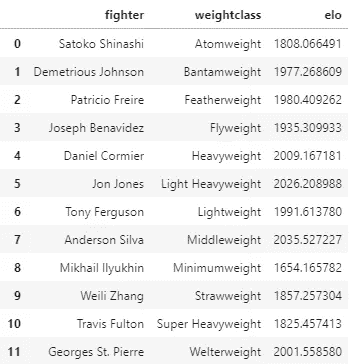 fighter weightclass elo
0 Satoko Shinashi Atomweight 1808.066491
1 Demetrious Johnson Bantamweight 1977.268609
2 Patricio Freire Featherweight 1980.409262
3 Joseph Benavidez Flyweight 1935.309933
4 Daniel Cormier Heavyweight 2009.167181
5 Jon Jones Light Heavyweight 2026.208988
6 Tony Ferguson Lightweight 1991.613780
7 Anderson Silva Middleweight 2035.527227
8 Mikhail Ilyukhin Minimumweight 1654.165782
9 Weili Zhang Strawweight 1857.257304
10 Travis Fulton Super Heavyweight 1825.457413
11 Georges St. Pierre Welterweight 2001.558580